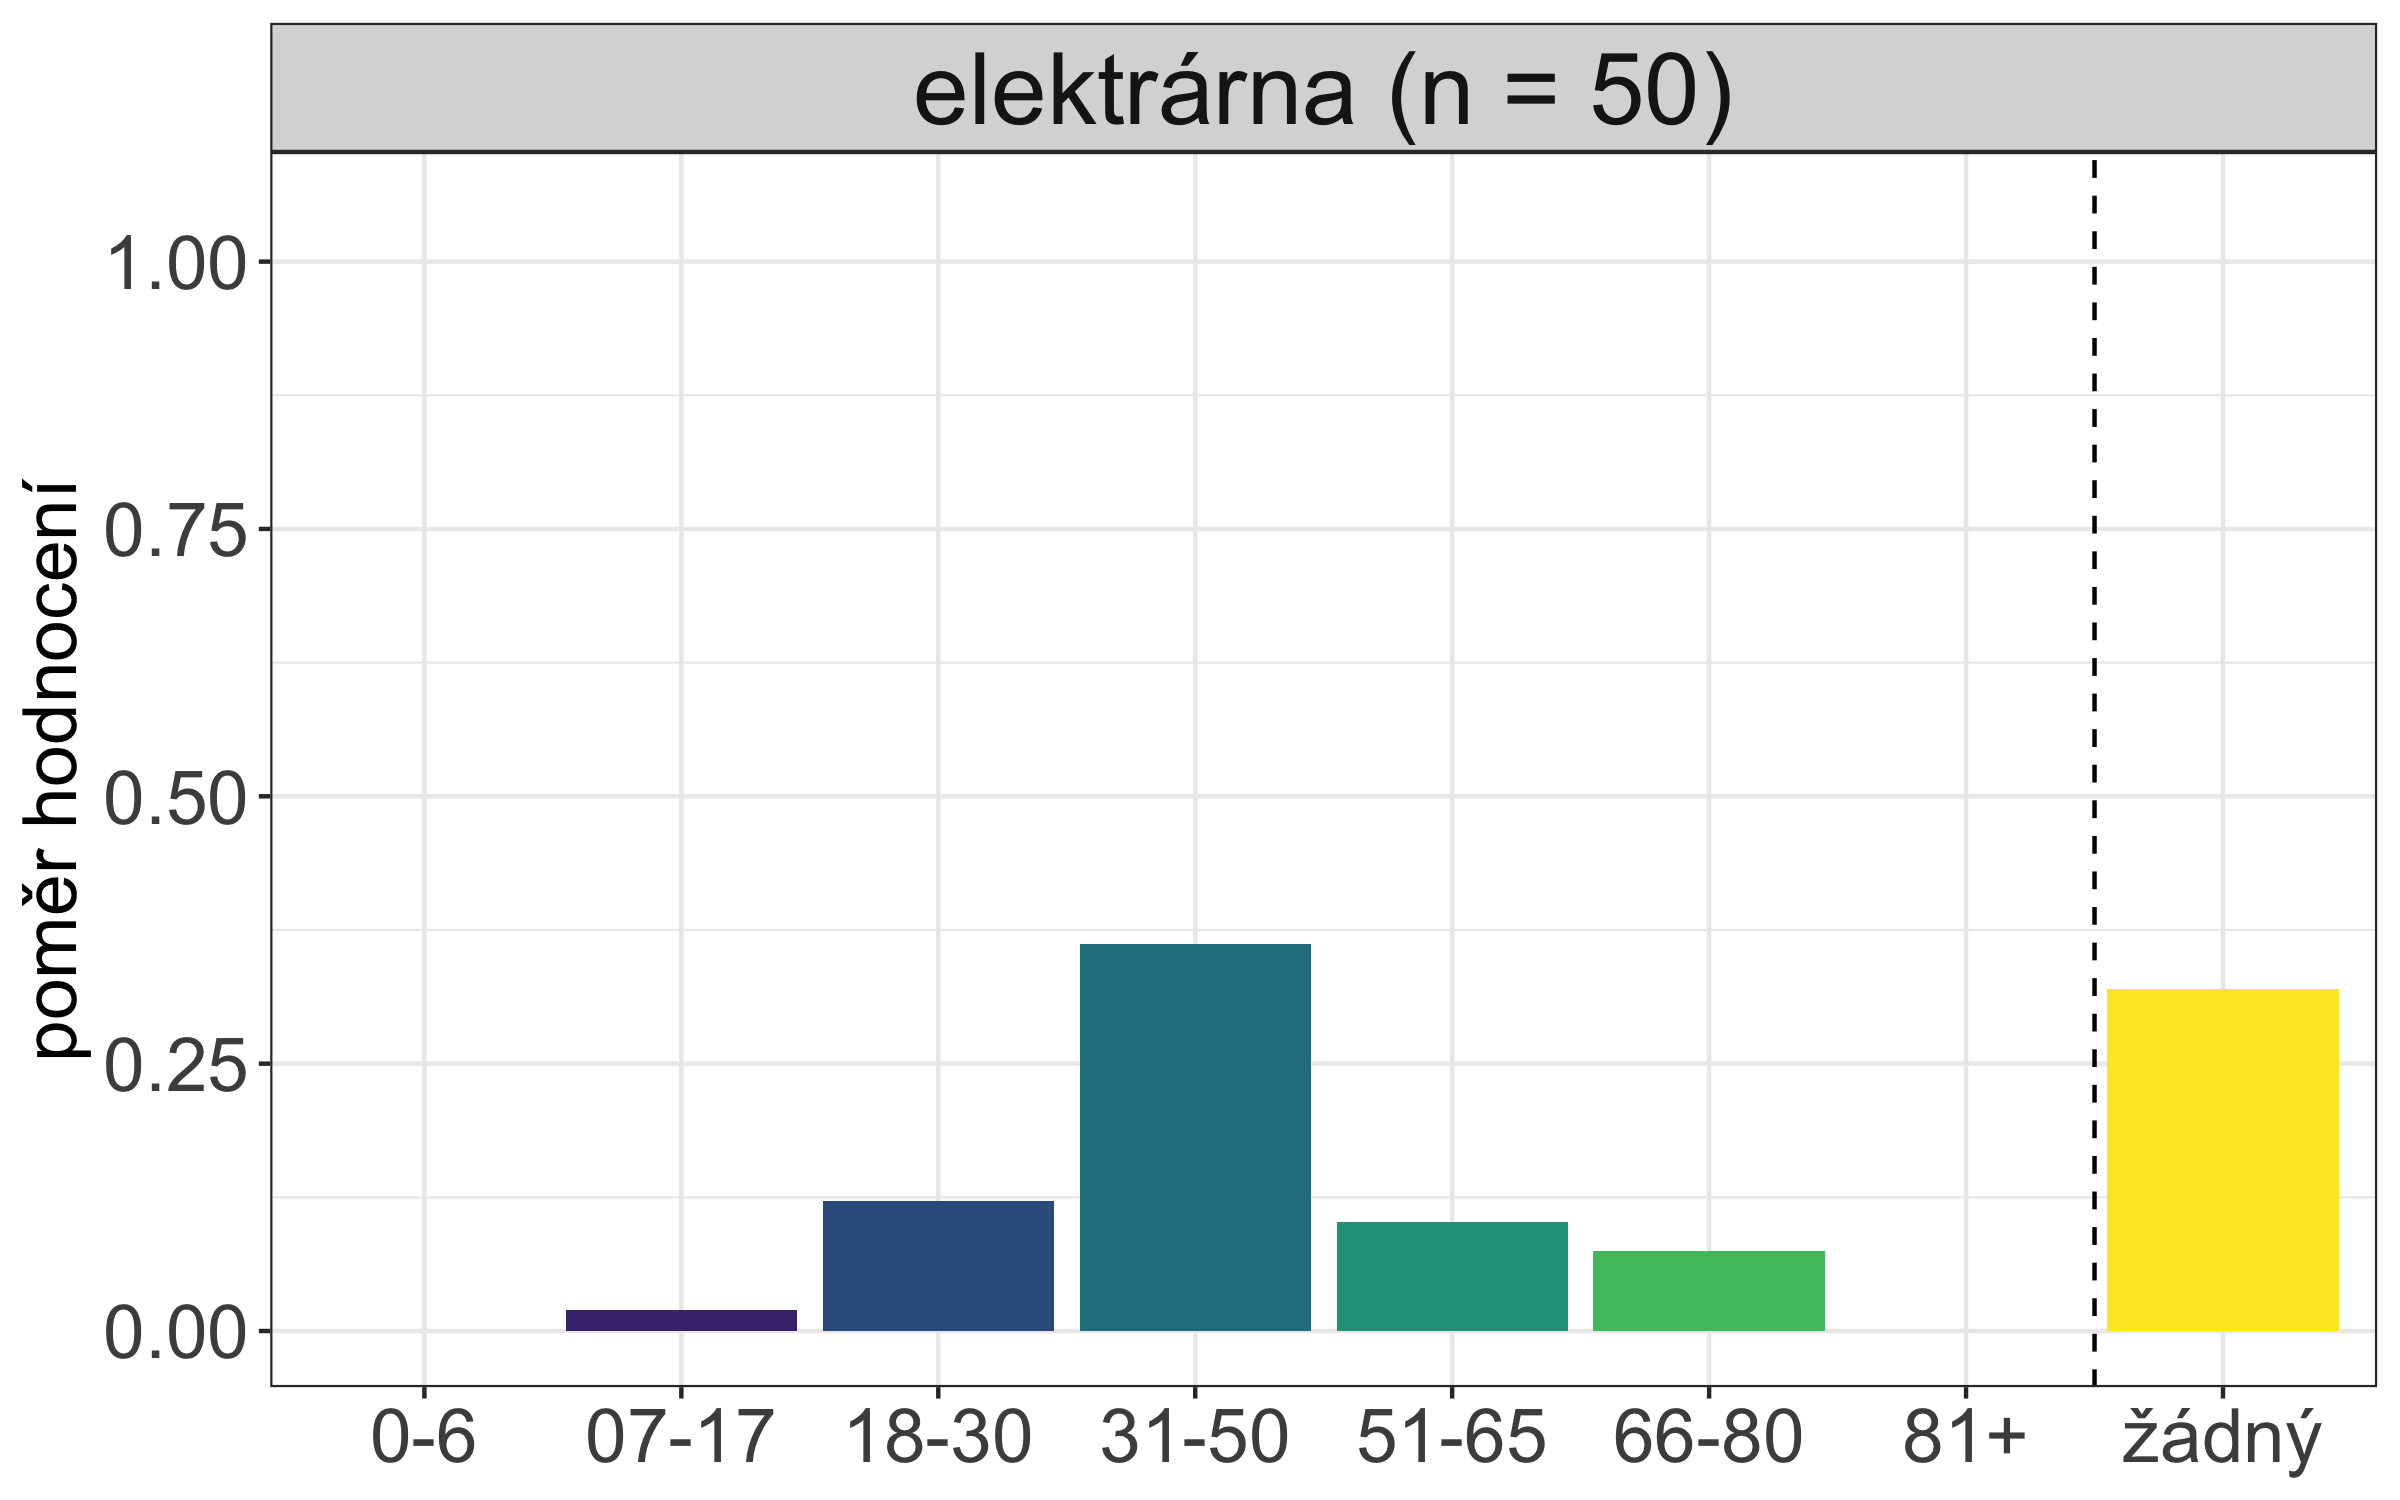 elektrárna (n = 50)
poměr hodnocení
1.00
0.75
0.50
0.25
0.00
0-6 07-17 18-30 31-50 51-65 66-80 81+ žádný